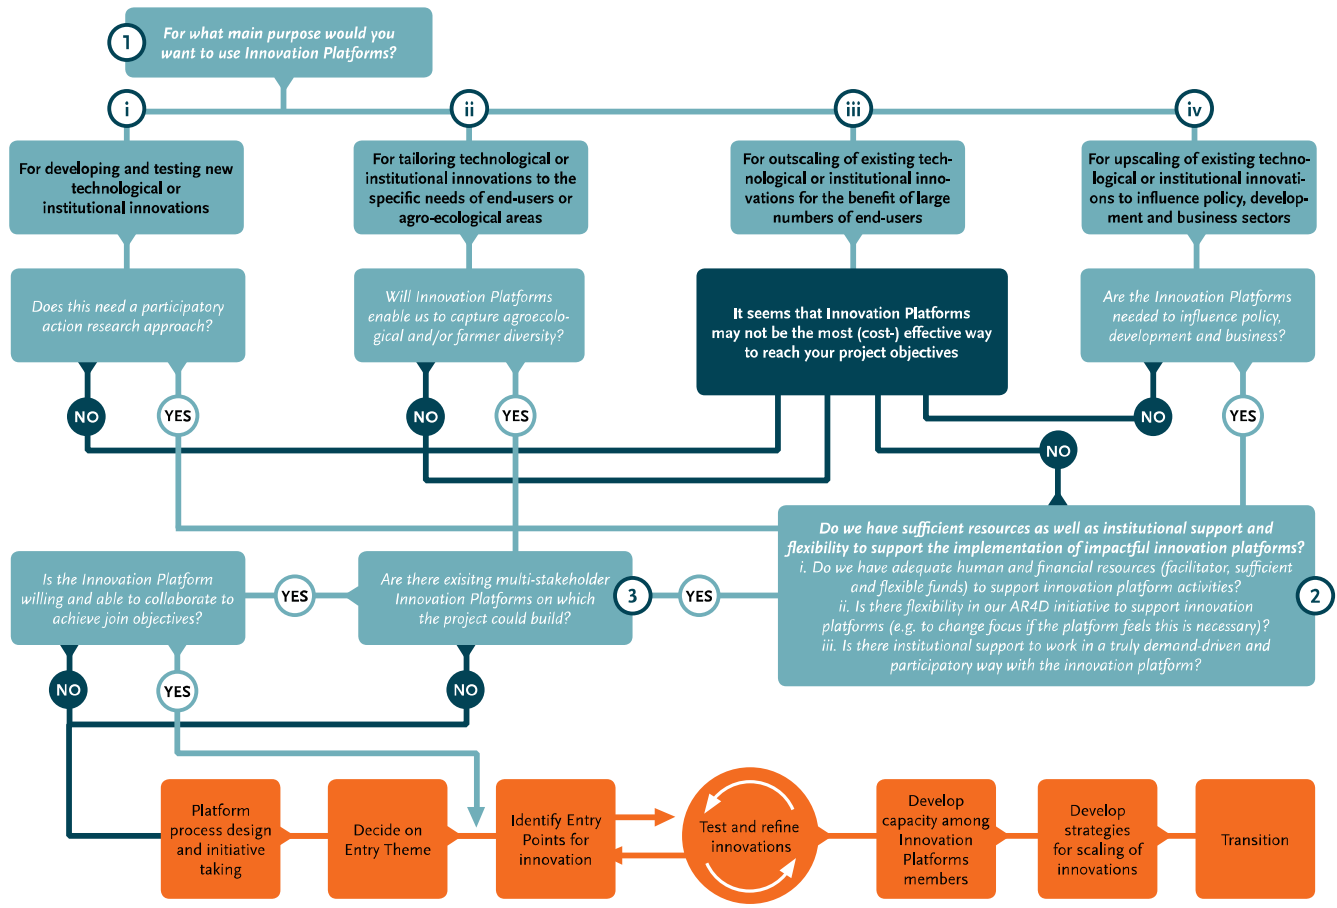 1
For what main purpose would you
want to use Innovation Platforms?
i
ii
iii
iv
For developing and testing new
technological or
institutional innovations
For tailoring technological or
institutional innovations to the
specific needs of end-users or
agro-ecological areas
For outscaling of existing tech-
nological or institutional inno-
vations for the benefit of large
numbers of end-users
For upscaling of existing techno-
logical or institutional innovati-
ons to influence policy, develop-
ment and business sectors
Does this need a participatory
action research approach?
Will Innovation Platforms
enable us to capture agroecolo-
gical and/or farmer diversity?
It seems that Innovation Platforms
may not be the most (cost-) effective way
to reach your project objectives
Are the Innovation Platforms
needed to influence policy,
development and business?
NO
YES
NO
YES
NO
YES
NO
Do we have sufficient resources as well as institutional support and
flexibility to support the implementation of impactful innovation platforms?
i. Do we have adequate human and financial resources (facilitator, sufficient
and flexible funds) to support innovation platform activities?
ii. Is there flexibility in our AR4D initiative to support innovation
platforms (e.g. to change focus if the platform feels this is necessary)?
iii. Is there institutional support to work in a truly demand-driven and
participatory way with the innovation platform?
2
YES
3
Are there exisitng multi-stakeholder
Innovation Platforms on which
the project could build?
YES
Is the Innovation Platform
willing and able to collaborate to
achieve join objectives?
NO
YES
NO
Platform
process design
and initiative
taking
Decide on
Entry Theme
Identify Entry
Points for
innovation
Test and refine
innovations
Develop
capacity among
Innovation
Platforms
members
Develop
strategies
for scaling of
innovations
Transition